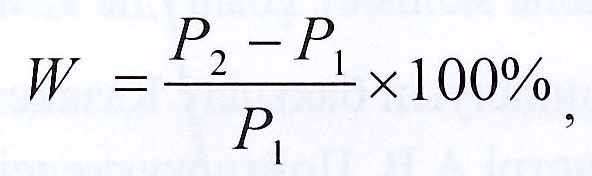 W = (P₂ − P₁) / P₁ × 100%,